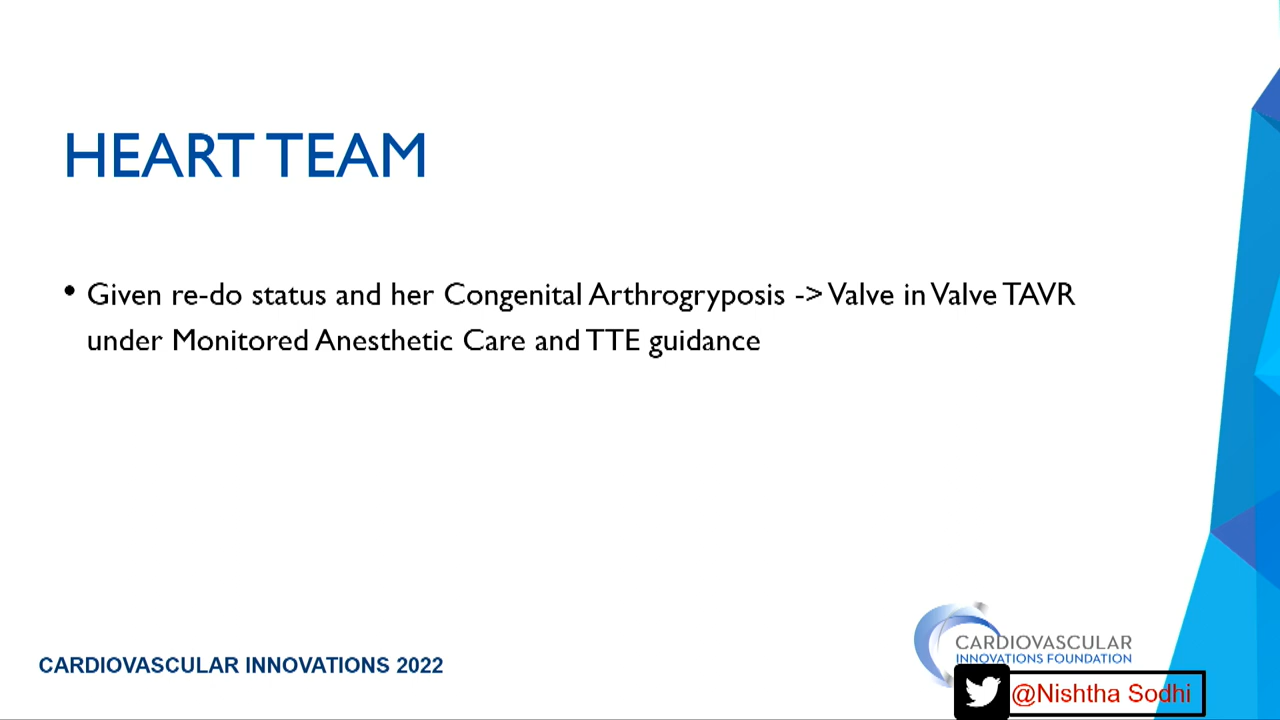 HEART TEAM
• Given re-do status and her Congenital Arthrogryposis -> Valve in Valve TAVR
under Monitored Anesthetic Care and TTE guidance
CARDIOVASCULAR
INNOVATIONS FOUNDATION
CARDIOVASCULAR INNOVATIONS 2022
@Nishtha Sodhi